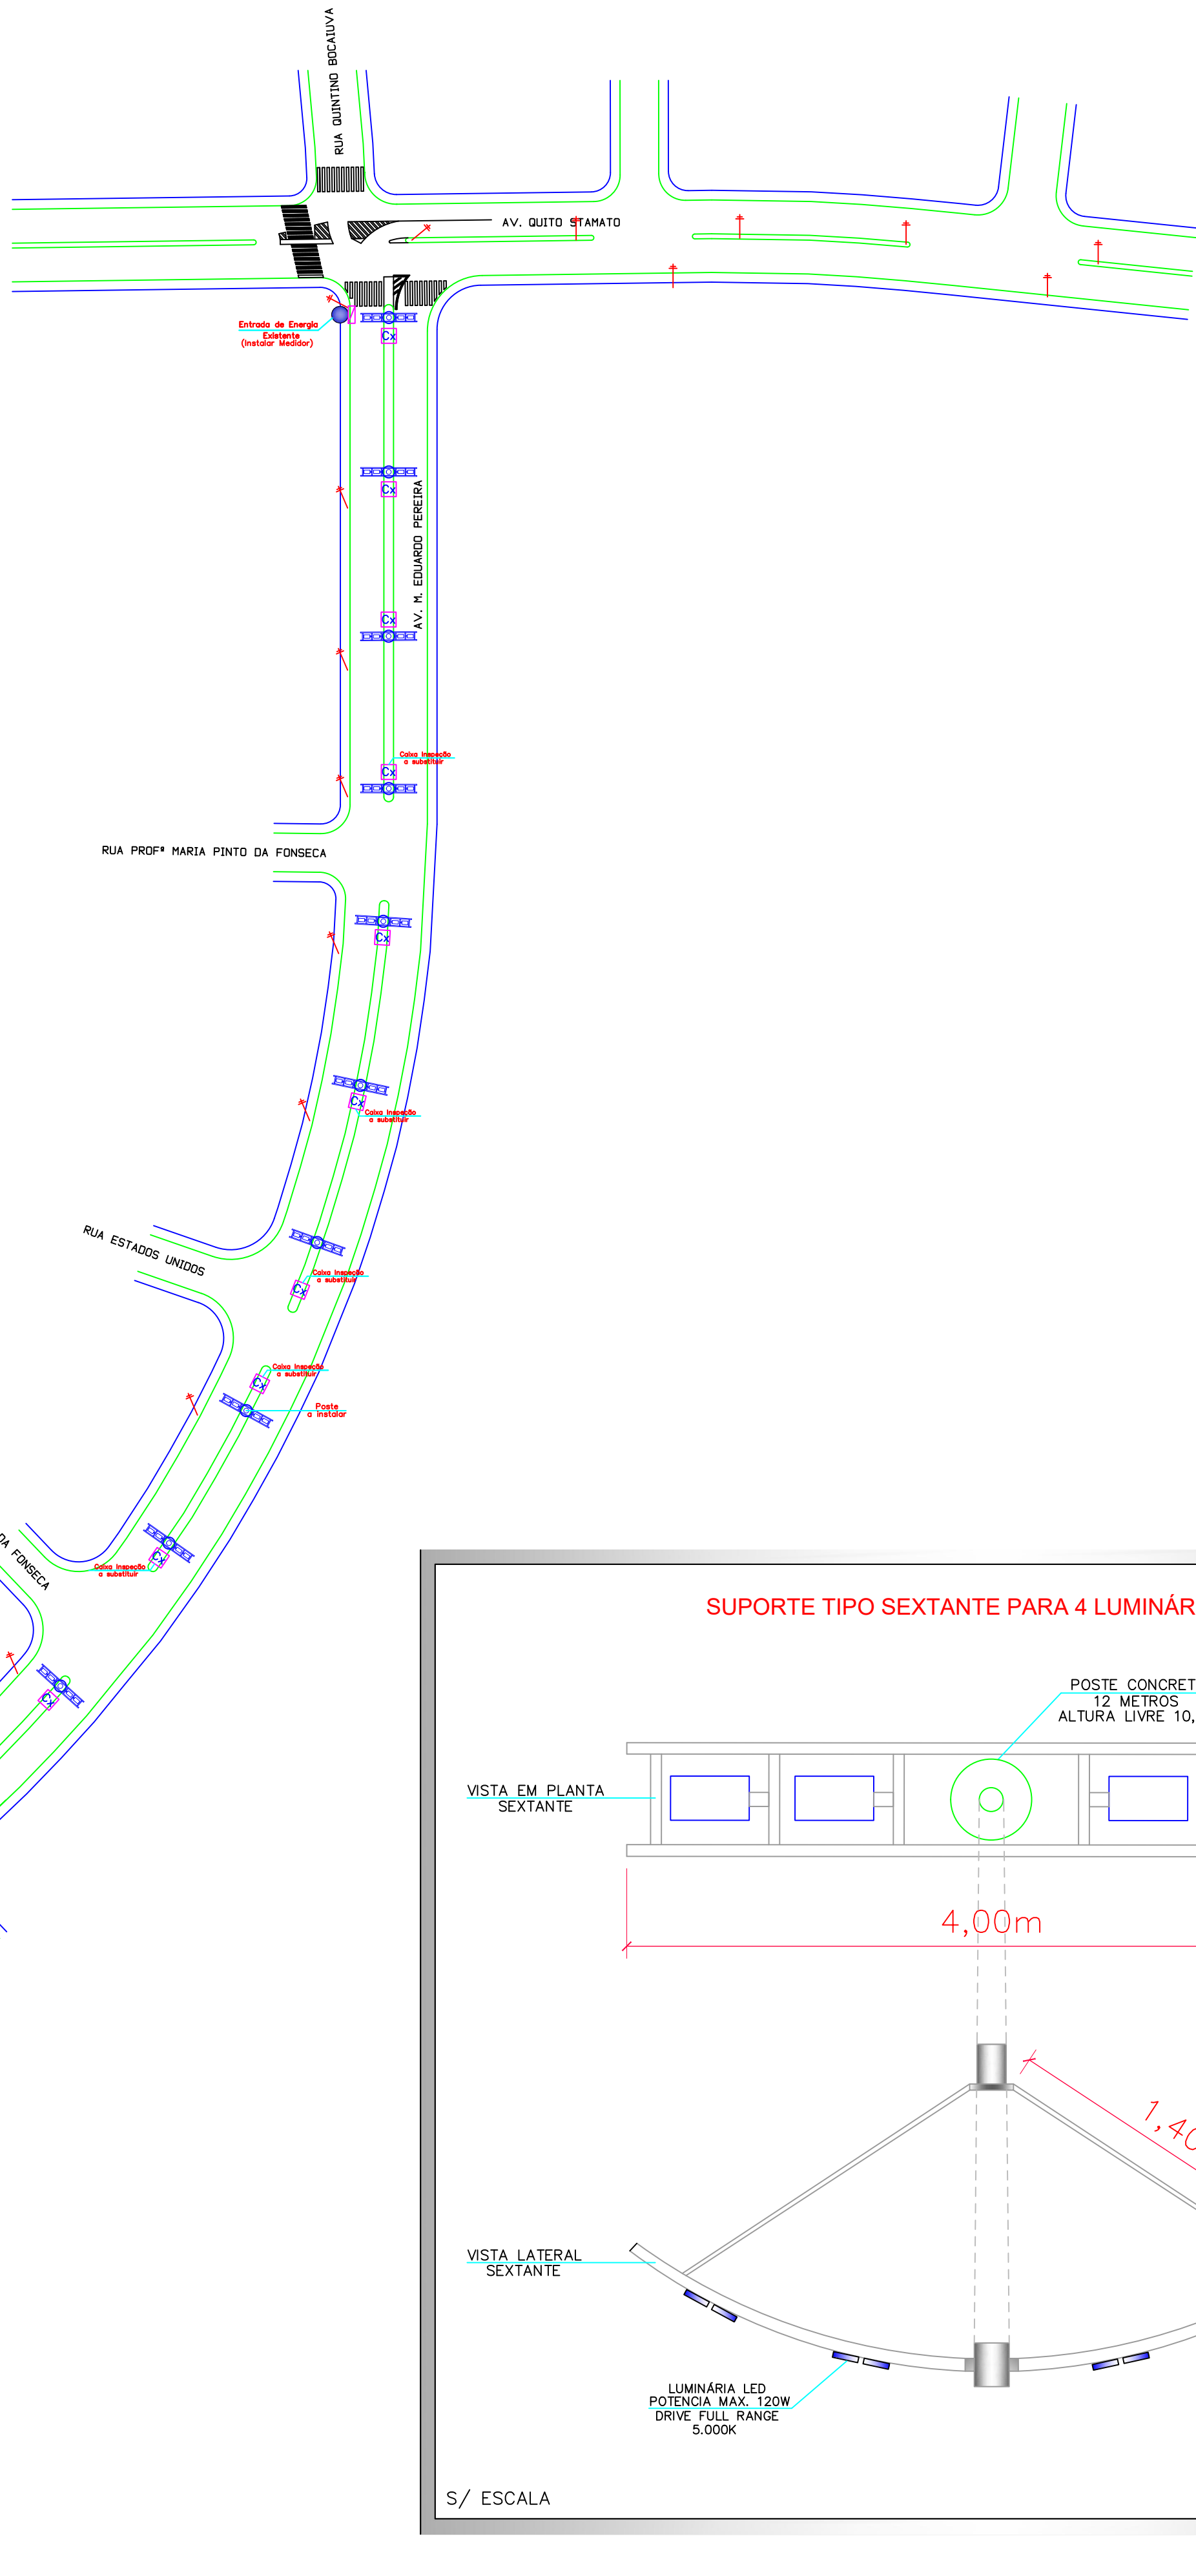 RUA QUINTINO BOCAIUVA
AV. QUITO STAMATO
Entrada de Energia
Existente
(Instalar Medidor)
Cx
Cx
AV. M. EDUARDO PEREIRA
Cx
Caixa Inspeção
a substituir
Cx
RUA PROFª MARIA PINTO DA FONSECA
Cx
Cx
Caixa Inspeção
a substituir
RUA ESTADOS UNIDOS
Caixa Inspeção
a substituir
Cx
Caixa Inspeção
a substituir
Cx
Poste
a instalar
DA FONSECA
Cx
Caixa Inspeção
a substituir
Cx
SUPORTE TIPO SEXTANTE PARA 4 LUMINÁR
POSTE CONCRET
12 METROS
ALTURA LIVRE 10,
VISTA EM PLANTA
SEXTANTE
4,00m
1,40
VISTA LATERAL
SEXTANTE
LUMINÁRIA LED
POTENCIA MAX. 120W
DRIVE FULL RANGE
5.000K
S/ ESCALA